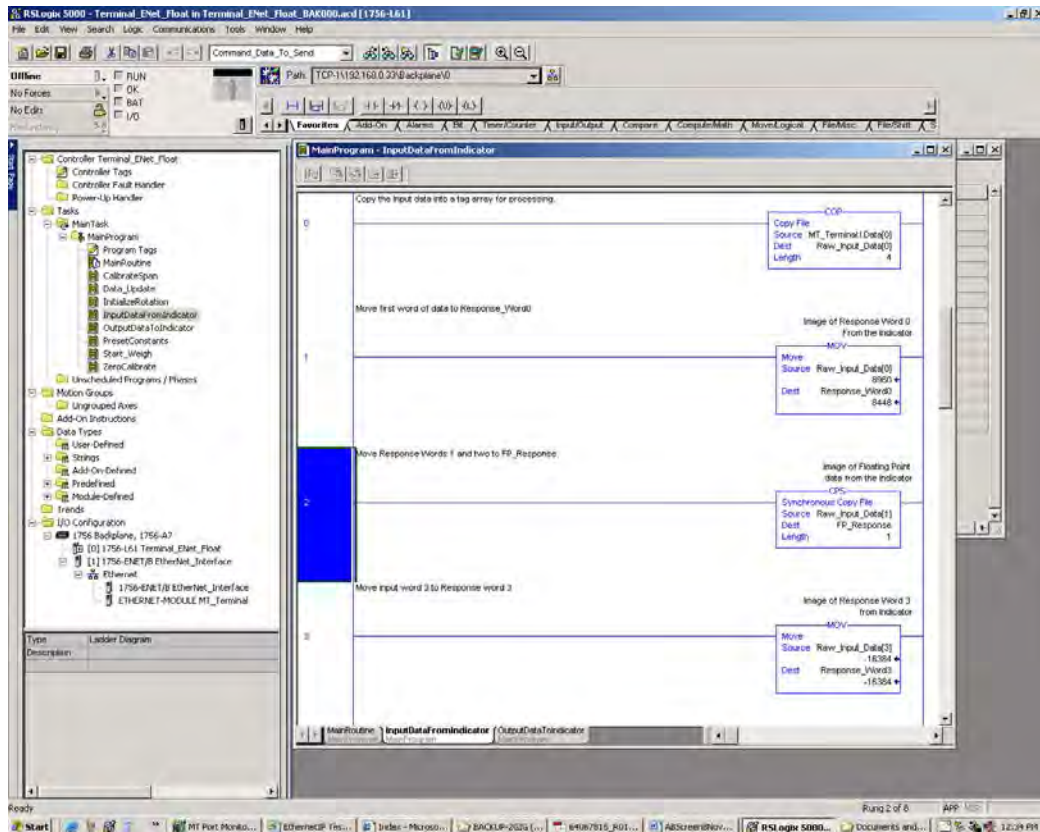 RSLogix 5000 - Terminal_ENet_Float in Terminal_ENet_Float_BAK000.acd [1756-L61]
File Edit View Search Logic Communications Tools Window Help
Command_Data_To_Send
Offline
RUN
Path: TCP-1\192.168.0.33\Backplane\0
No Forces
OK
No Edits
BAT
I/O
Favorites Add-On Alarms Bit Timer/Counter Input/Output Compare Compute/Math Move/Logical File/Misc. File/Shift
Start Page
Controller Terminal_ENet_Float
Controller Tags
Controller Fault Handler
Power-Up Handler
Tasks
MainTask
MainProgram
Program Tags
MainRoutine
CalibrateSpan
Data_Update
InitializeRotation
InputDataFromIndicator
OutputDataToIndicator
PresetConstants
Start_Weigh
ZeroCalibrate
Unscheduled Programs / Phases
Motion Groups
Ungrouped Axes
Add-On Instructions
Data Types
User-Defined
Strings
Add-On-Defined
Predefined
Module-Defined
Trends
I/O Configuration
1756 Backplane, 1756-A7
[0] 1756-L61 Terminal_ENet_Float
[1] 1756-ENET/B EtherNet_Interface
Ethernet
1756-ENET/B EtherNet_Interface
ETHERNET-MODULE MT_Terminal
Type Ladder Diagram
Description
MainProgram - InputDataFromIndicator
Copy the input data into a tag array for processing.
0
COP
Copy File
Source MT_Terminal:I.Data[0]
Dest Raw_Input_Data[0]
Length 4
Move first word of data to Response_Word0
Image of Response Word 0
From the Indicator
1
MOV
Move
Source Raw_Input_Data[0]
8960
Dest Response_Word0
8448
Move Response Words 1 and two to FP_Response
Image of Floating Point
data from the Indicator
2
CPS
Synchronous Copy File
Source Raw_Input_Data[1]
Dest FP_Response
Length 1
Move input word 3 to Response word 3
Image of Response Word 3
from Indicator
3
MOV
Move
Source Raw_Input_Data[3]
-16384
Dest Response_Word3
-16384
MainRoutine InputDataFromIndicator OutputDataToIndicator
Ready
Rung 2 of 8 APP
Start MT Port Monito... EthernetIP Tes... Index - Microso... BACKUP-2026 (... 64067816_R01... ABScreenShov... RSLogix 5000... Documents and... 12:34 PM